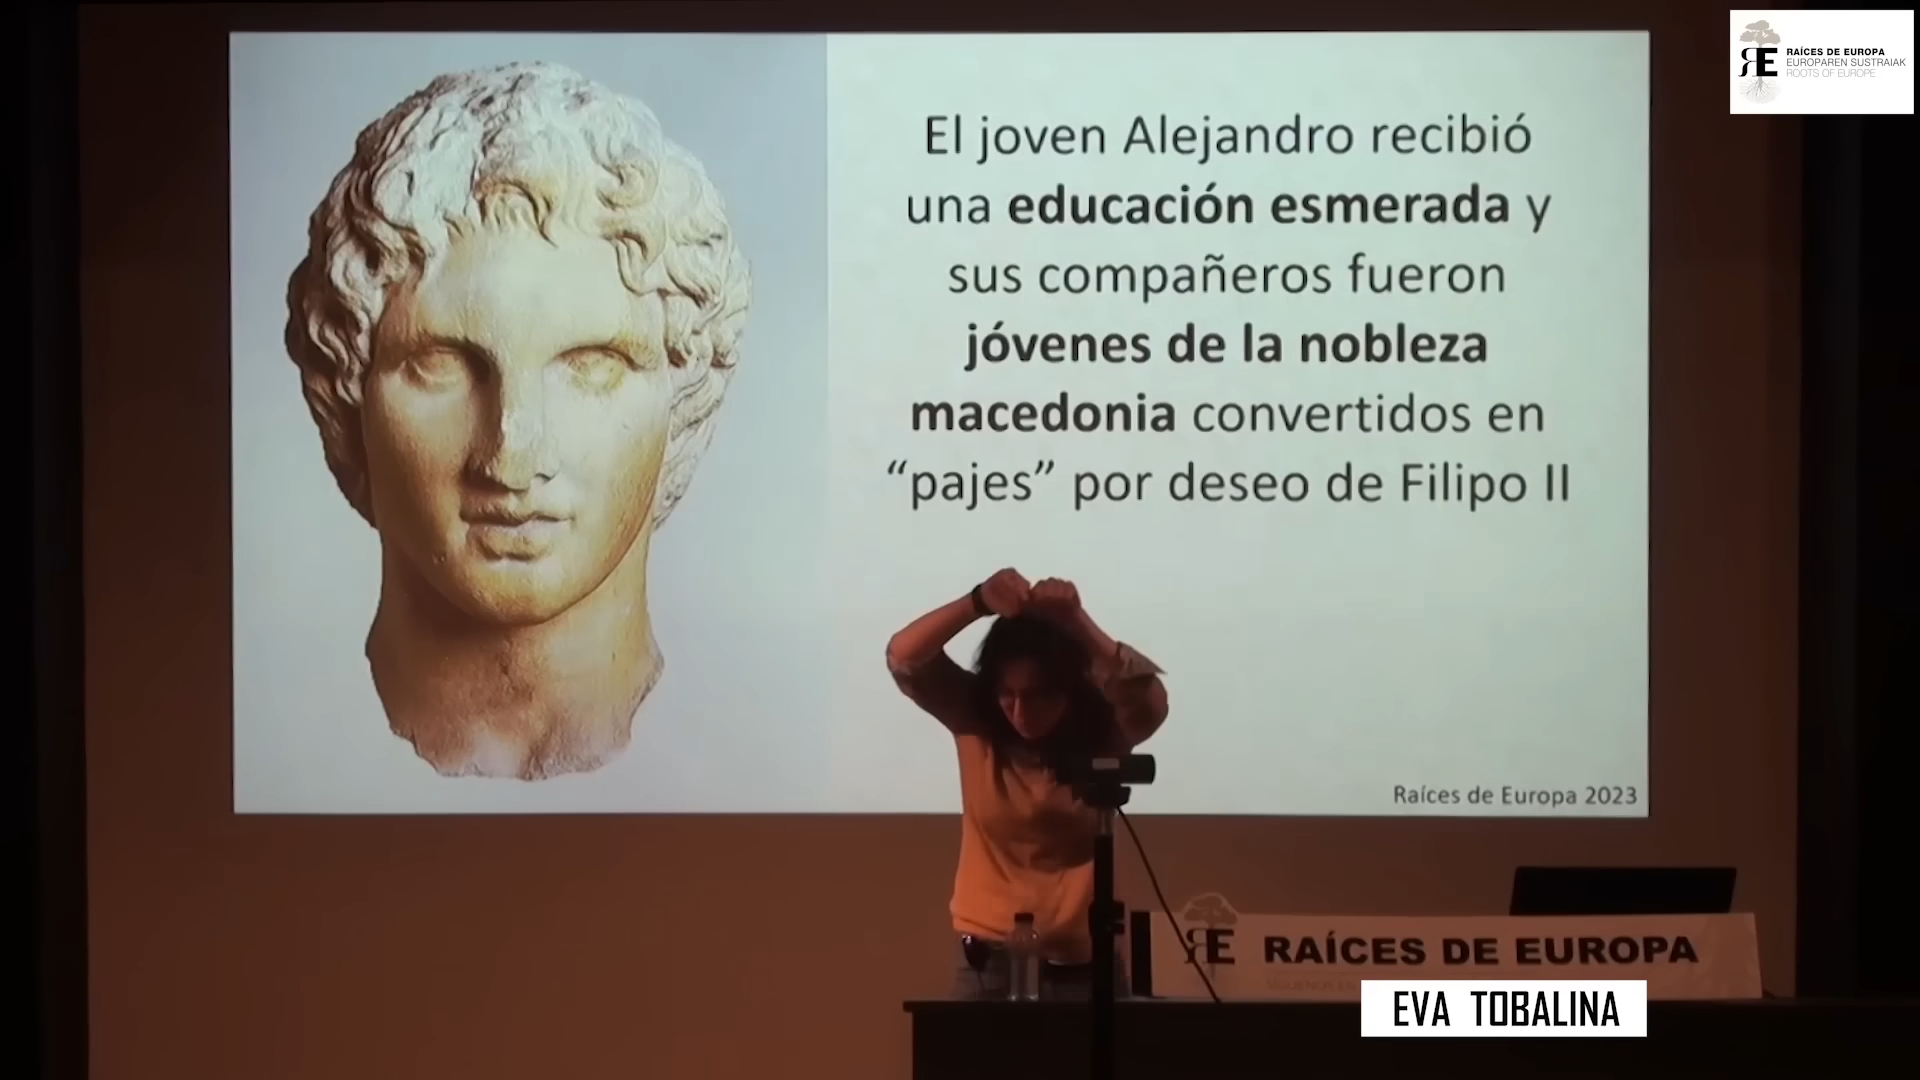 RE
RAÍCES DE EUROPA
EUROPAREN SUSTRAIAK
ROOTS OF EUROPE
El joven Alejandro recibió
una educación esmerada y
sus compañeros fueron
jóvenes de la nobleza
macedonia convertidos en
“pajes” por deseo de Filipo II
Raíces de Europa 2023
RE RAÍCES DE EUROPA
EVA TOBALINA